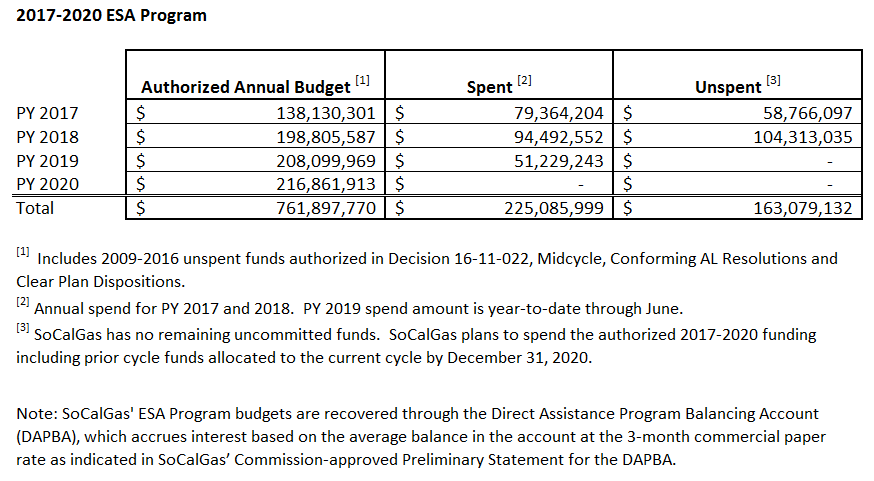 2017-2020 ESA Program
Authorized Annual Budget [1] Spent [2] Unspent [3]
PY 2017 $ 138,130,301 $ 79,364,204 $ 58,766,097
PY 2018 $ 198,805,587 $ 94,492,552 $ 104,313,035
PY 2019 $ 208,099,969 $ 51,229,243 $ -
PY 2020 $ 216,861,913 $ - $ -
Total $ 761,897,770 $ 225,085,999 $ 163,079,132
[1] Includes 2009-2016 unspent funds authorized in Decision 16-11-022, Midcycle, Conforming AL Resolutions and
Clear Plan Dispositions.
[2] Annual spend for PY 2017 and 2018. PY 2019 spend amount is year-to-date through June.
[3] SoCalGas has no remaining uncommitted funds. SoCalGas plans to spend the authorized 2017-2020 funding
including prior cycle funds allocated to the current cycle by December 31, 2020.
Note: SoCalGas' ESA Program budgets are recovered through the Direct Assistance Program Balancing Account
(DAPBA), which accrues interest based on the average balance in the account at the 3-month commercial paper
rate as indicated in SoCalGas’ Commission-approved Preliminary Statement for the DAPBA.